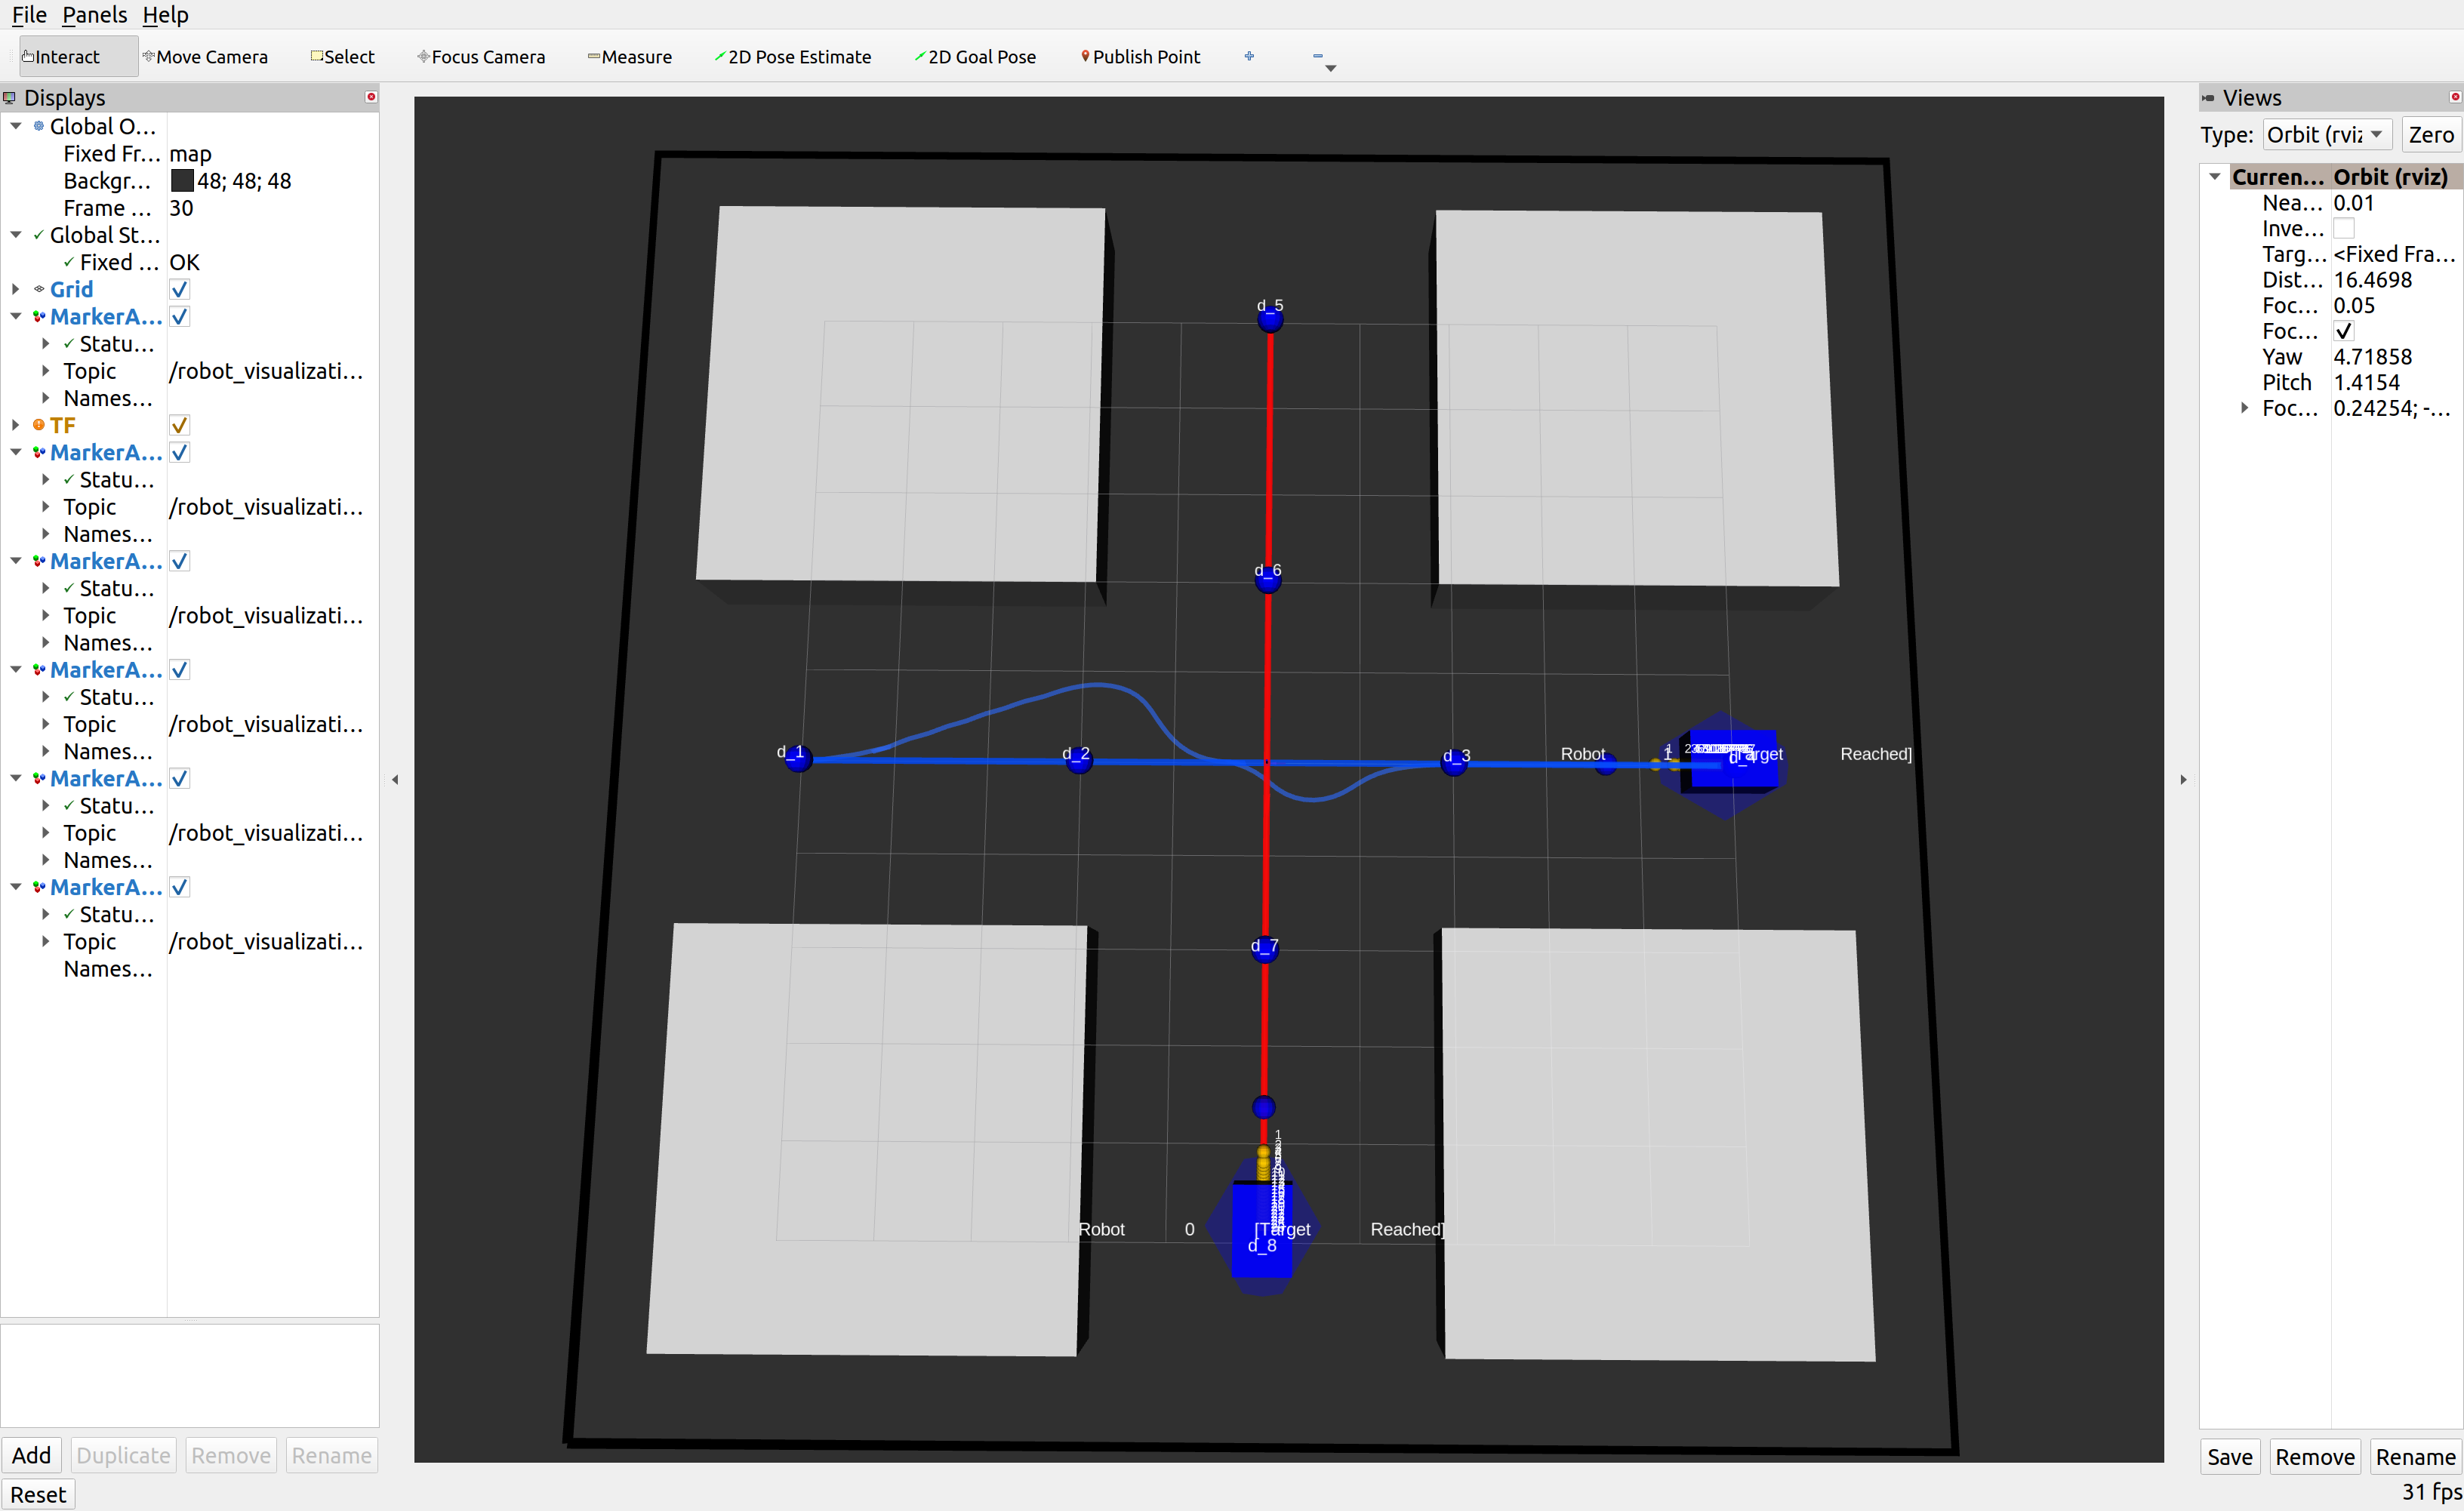 File Panels Help
Interact Move Camera Select Focus Camera Measure 2D Pose Estimate 2D Goal Pose Publish Point
Displays
Global O...
Fixed Fr... map
Backgr... 48; 48; 48
Frame ... 30
Global St...
Fixed ... OK
Grid
MarkerA...
Statu...
Topic /robot_visualizati...
Names...
TF
MarkerA...
Statu...
Topic /robot_visualizati...
Names...
MarkerA...
Statu...
Topic /robot_visualizati...
Names...
MarkerA...
Statu...
Topic /robot_visualizati...
Names...
MarkerA...
Statu...
Topic /robot_visualizati...
Names...
MarkerA...
Statu...
Topic /robot_visualizati...
Names...
Add Duplicate Remove Rename
Reset
d_5
d_6
d_1 d_2 d_3 Robot 1 [Target Reached]
1
d_4
d_7
1
Robot 0 [Target Reached]
d_8
Views
Type: Orbit (rviz Zero
Curren... Orbit (rviz)
Nea... 0.01
Inve...
Targ... <Fixed Fra...
Dist... 16.4698
Foc... 0.05
Foc...
Yaw 4.71858
Pitch 1.4154
Foc... 0.24254; -...
Save Remove Rename
31 fps